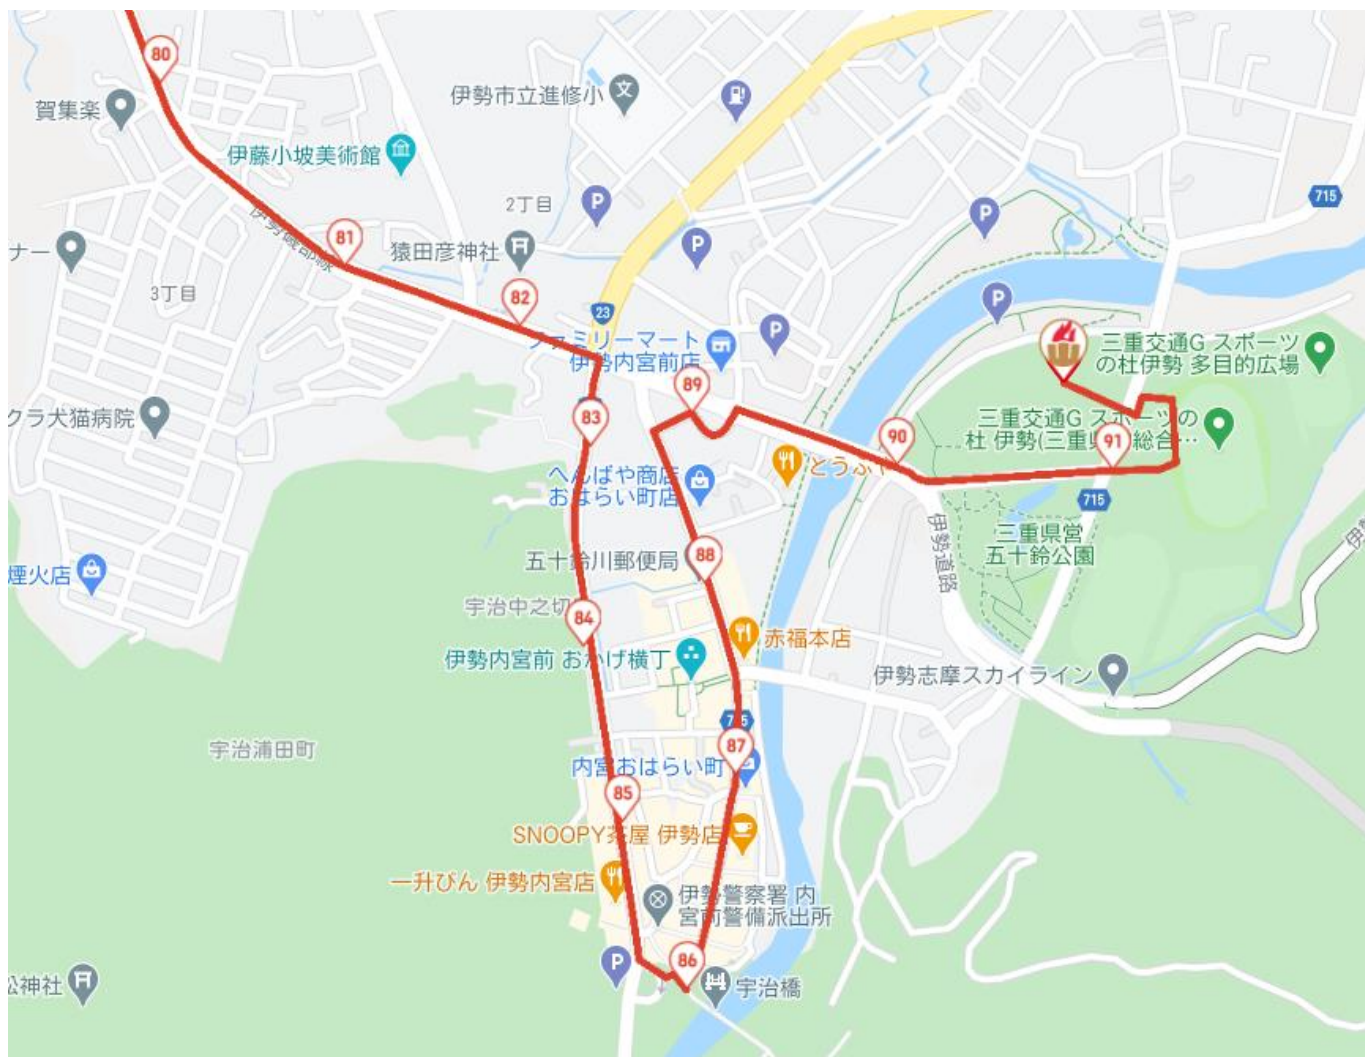 80
賀集楽
伊勢市立進修小
文
伊藤小坡美術館
P
2丁目
P
715
伊勢磯部線
81
猿田彦神社
P
ナー
3丁目
82
23
P
P
ファミリーマート
伊勢内宮前店
三重交通G スポーツ
の杜伊勢 多目的広場
89
クラ犬猫病院
83
90
三重交通G スポーツの
杜 伊勢(三重県 総合…
91
とうふや
へんばや商店
おはらい町店
715
伊勢道路
三重県営
五十鈴公園
五十鈴川郵便局
88
煙火店
宇治中之切
84
赤福本店
伊勢内宮前 おかげ横丁
伊勢志摩スカイライン
宇治浦田町
87
内宮おはらい町
85
SNOOPY茶屋 伊勢店
一升びん 伊勢内宮店
伊勢警察署 内
宮前警備派出所
P
86
宇治橋
松神社